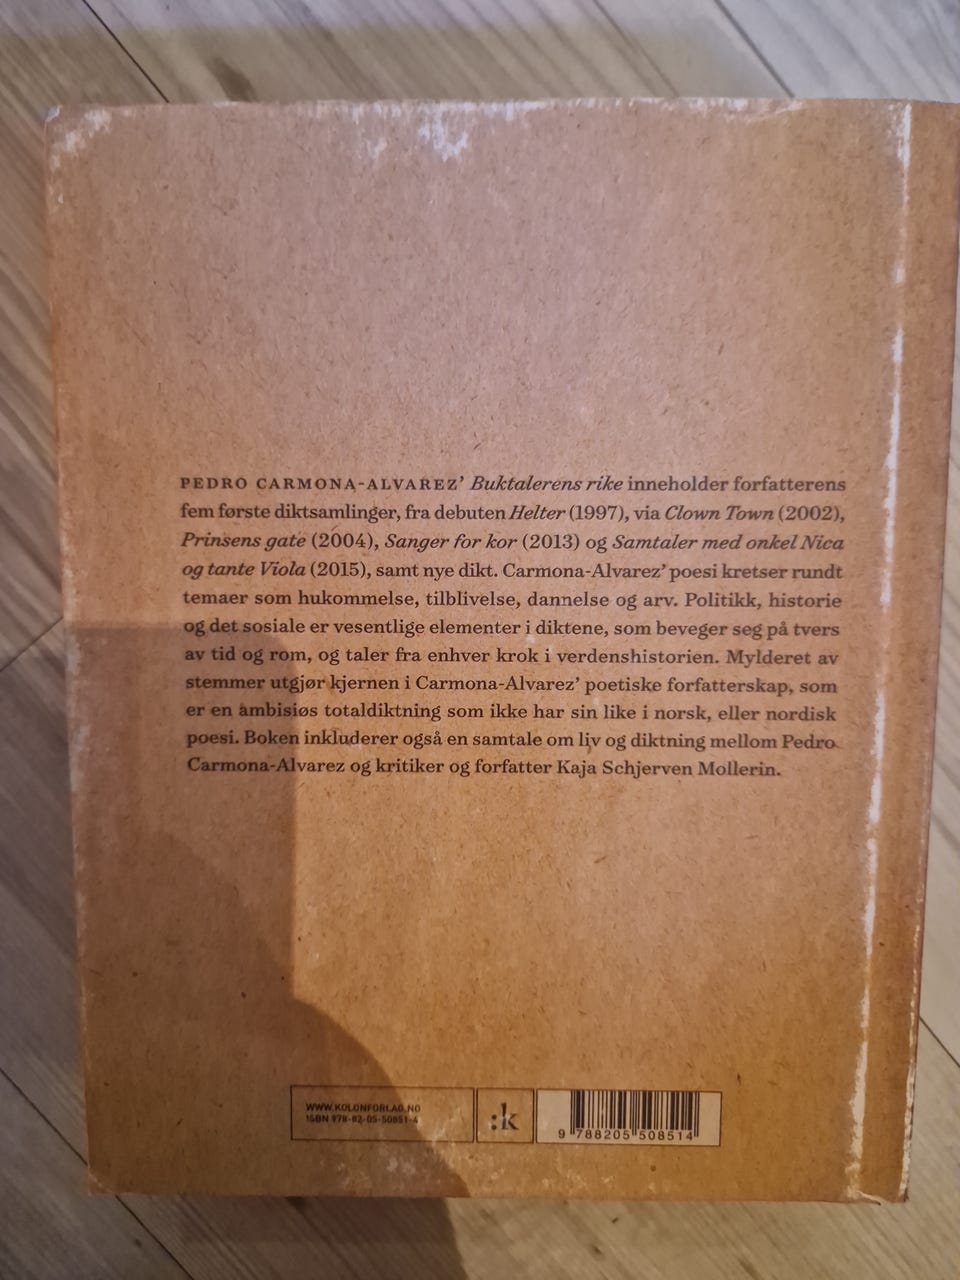 PEDRO CARMONA-ALVAREZ' Buktalerens rike inneholder forfatterens
fem første diktsamlinger, fra debuten Helter (1997), via Clown Town (2002),
Prinsens gate (2004), Sanger for kor (2013) og Samtaler med onkel Nica
og tante Viola (2015), samt nye dikt. Carmona-Alvarez' poesi kretser rundt
temaer som hukommelse, tilblivelse, dannelse og arv. Politikk, historie
og det sosiale er vesentlige elementer i diktene, som beveger seg på tvers
av tid og rom, og taler fra enhver krok i verdenshistorien. Mylderet av
stemmer utgjør kjernen i Carmona-Alvarez' poetiske forfatterskap, som
er en ambisiøs totaldiktning som ikke har sin like i norsk, eller nordisk
poesi. Boken inkluderer også en samtale om liv og diktning mellom Pedro
Carmona-Alvarez og kritiker og forfatter Kaja Schjerven Mollerin.
WWW.KOLONFORLAG.NO
ISBN 978-82-05-50851-4
:k
9 788205 508514